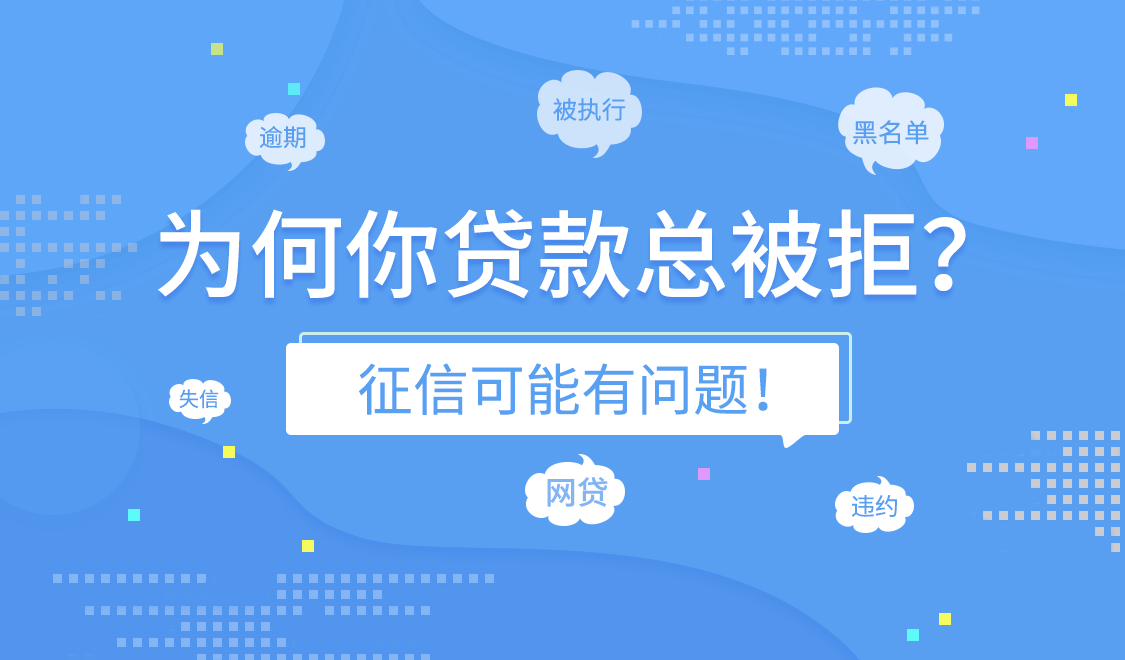 被执行
黑名单
逾期
为何你贷款总被拒？
征信可能有问题！
失信
网贷
违约